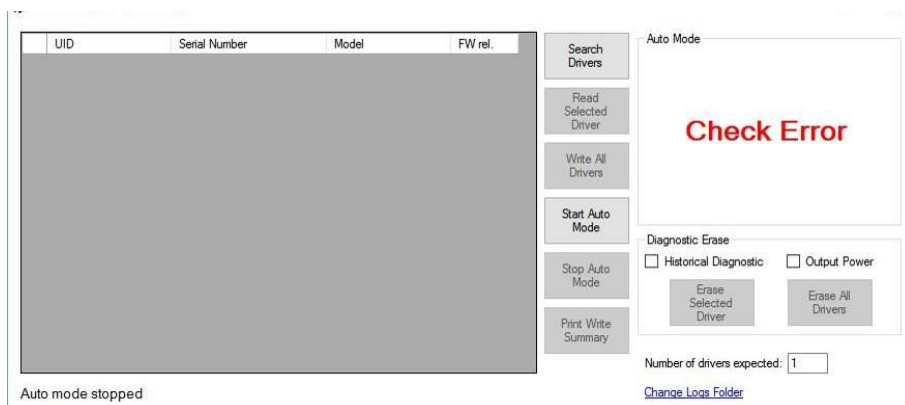 UID Serial Number Model FW rel.
Search
Drivers
Read
Selected
Driver
Write All
Drivers
Start Auto
Mode
Stop Auto
Mode
Print Write
Summary
Auto Mode
Check Error
Diagnostic Erase
Historical Diagnostic Output Power
Erase
Selected
Driver
Erase All
Drivers
Number of drivers expected: 1
Change Logs Folder
Auto mode stopped